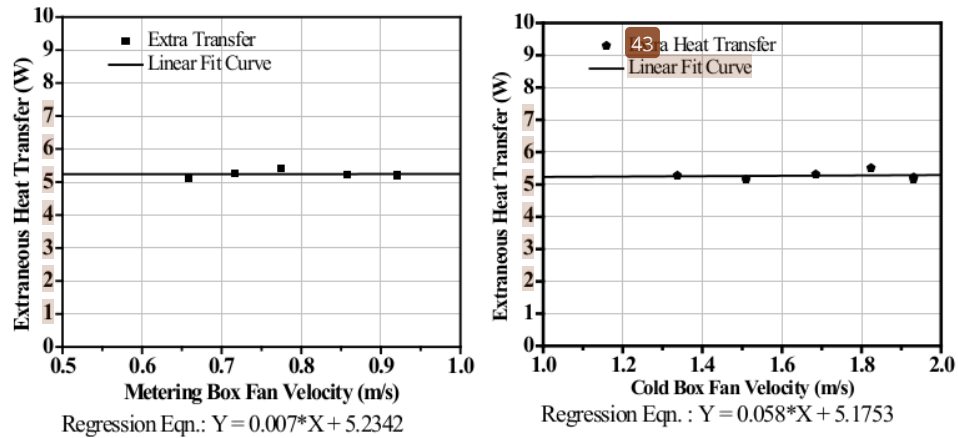 10
9
8
7
6
5
4
3
2
1
0
Extraneous Heat Transfer (W)
Extra Transfer
Linear Fit Curve
0.5 0.6 0.7 0.8 0.9 1.0
Metering Box Fan Velocity (m/s)
Regression Eqn.: Y = 0.007*X + 5.2342
10
9
8
7
6
5
4
3
2
1
0
Extraneous Heat Transfer (W)
43
Heat Transfer
Linear Fit Curve
1.0 1.2 1.4 1.6 1.8 2.0
Cold Box Fan Velocity (m/s)
Regression Eqn. : Y = 0.058*X + 5.1753